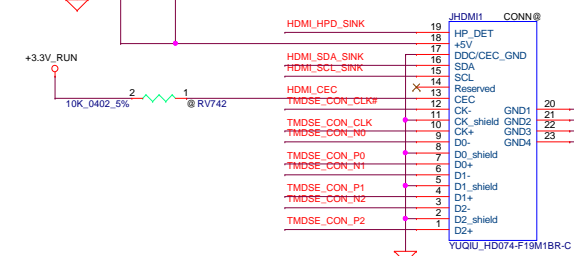 JHDMI1 CONN@
HDMI_HPD_SINK 19 HP_DET
18 +5V
17 DDC/CEC_GND
HDMI_SDA_SINK 16 SDA
HDMI_SCL_SINK 15 SCL
14 Reserved
HDMI_CEC 13 CEC
+3.3V_RUN
2 1
10K_0402_5% @ RV742
TMDSE_CON_CLK# 12 CK- GND1 20
11 CK_shield GND2 21
TMDSE_CON_CLK 10 CK+ GND3 22
TMDSE_CON_N0 9 D0- GND4 23
8 D0_shield
TMDSE_CON_P0 7 D0+
TMDSE_CON_N1 6 D1-
5 D1_shield
TMDSE_CON_P1 4 D1+
TMDSE_CON_N2 3 D2-
2 D2_shield
TMDSE_CON_P2 1 D2+
YUQIU_HD074-F19M1BR-C